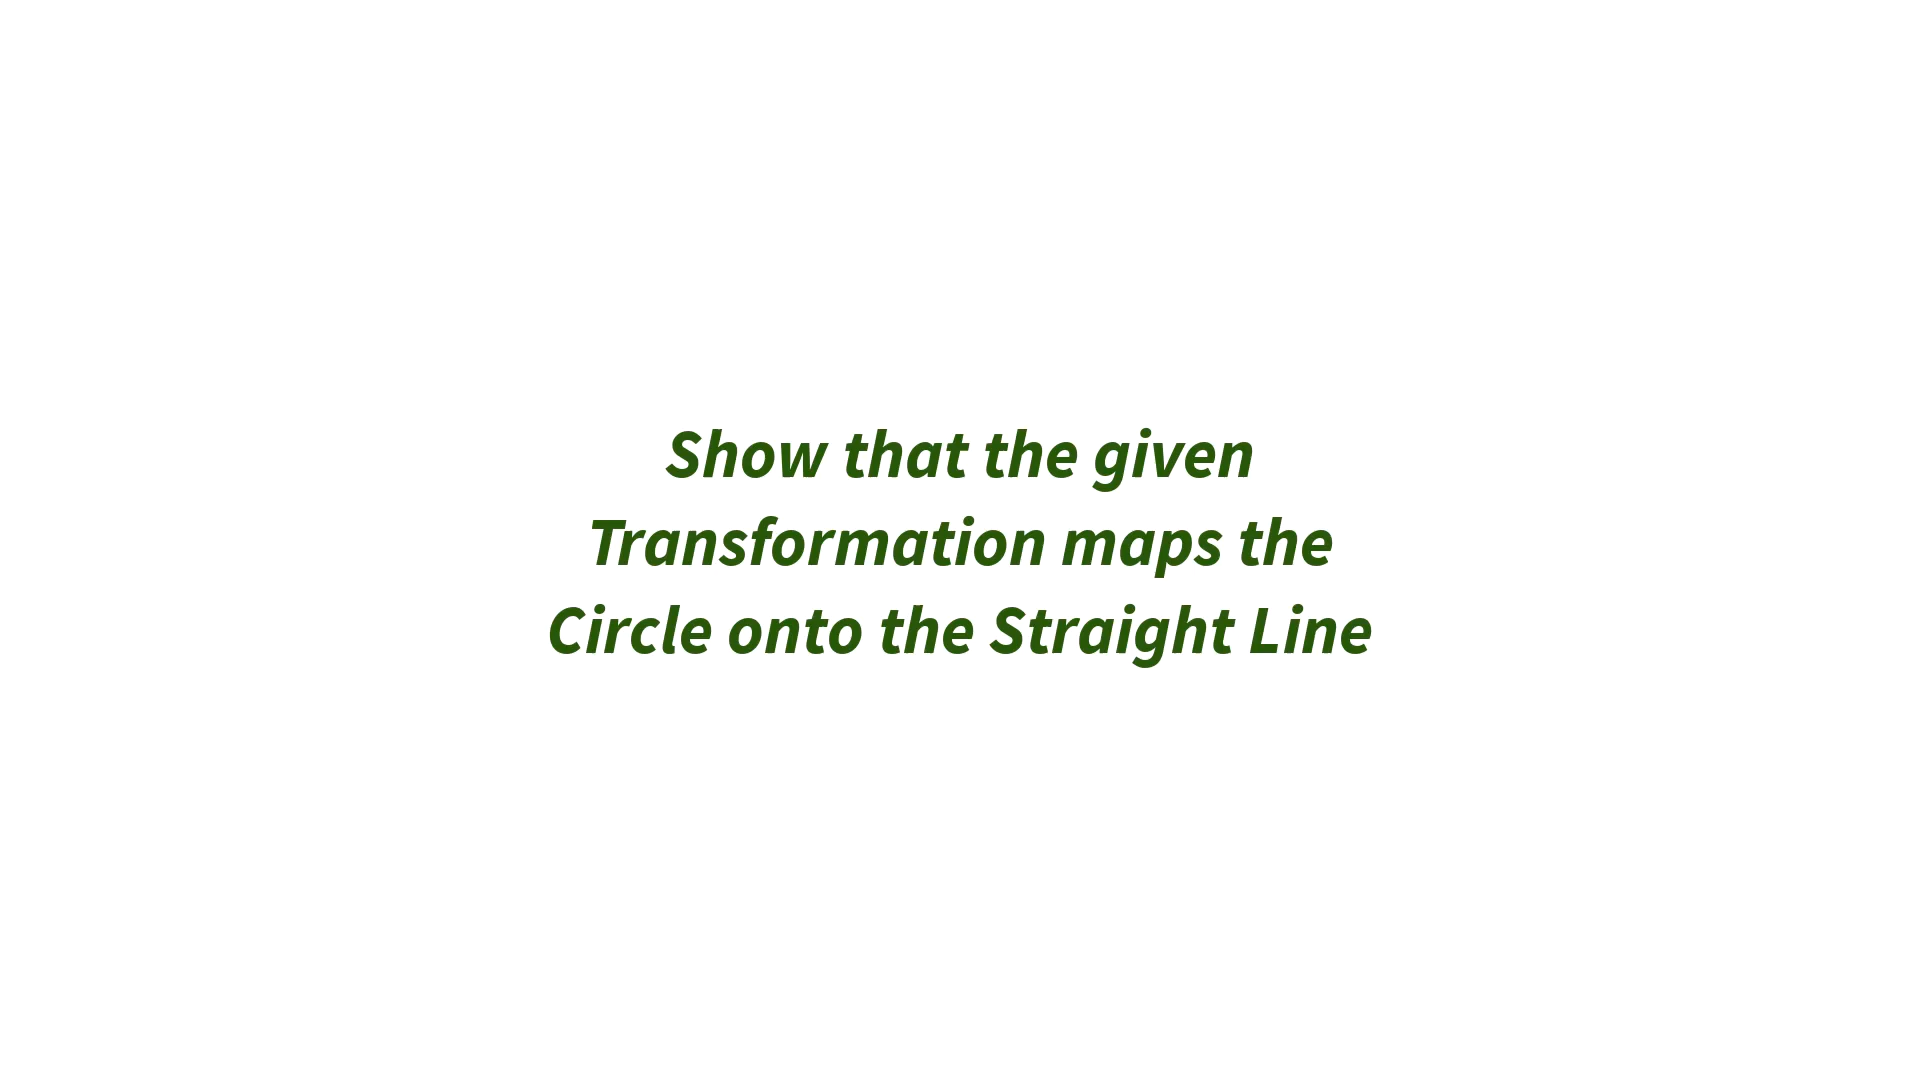 Show that the given
Transformation maps the
Circle onto the Straight Line